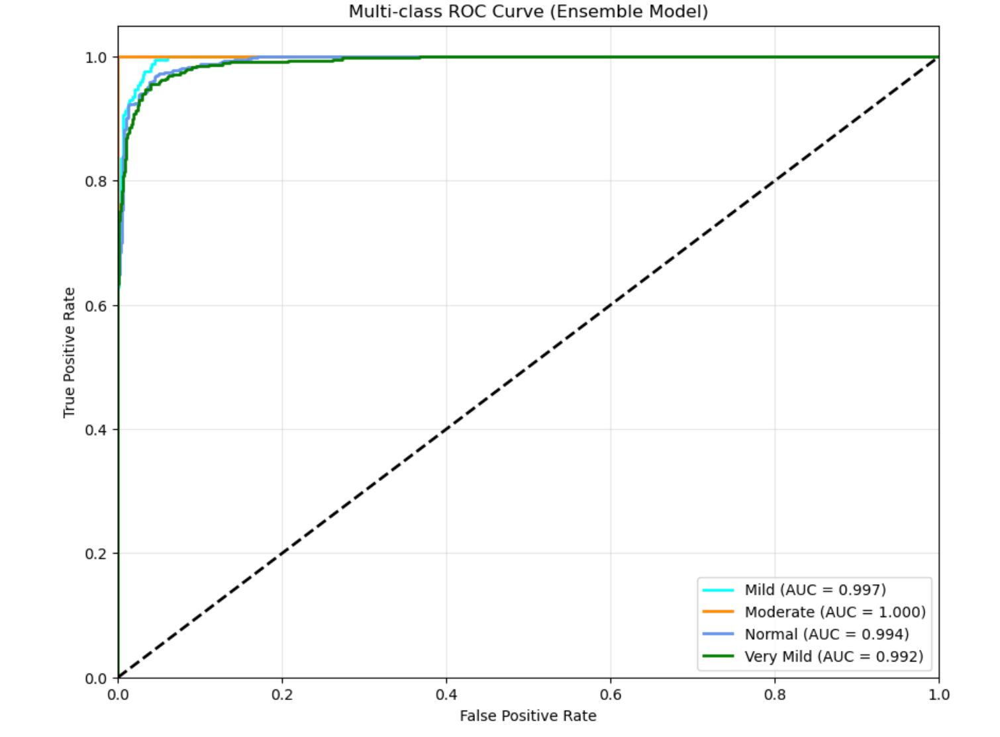 Multi-class ROC Curve (Ensemble Model)
1.0
0.8
0.6
0.4
0.2
0.0
True Positive Rate
0.0 0.2 0.4 0.6 0.8 1.0
False Positive Rate
Mild (AUC = 0.997)
Moderate (AUC = 1.000)
Normal (AUC = 0.994)
Very Mild (AUC = 0.992)